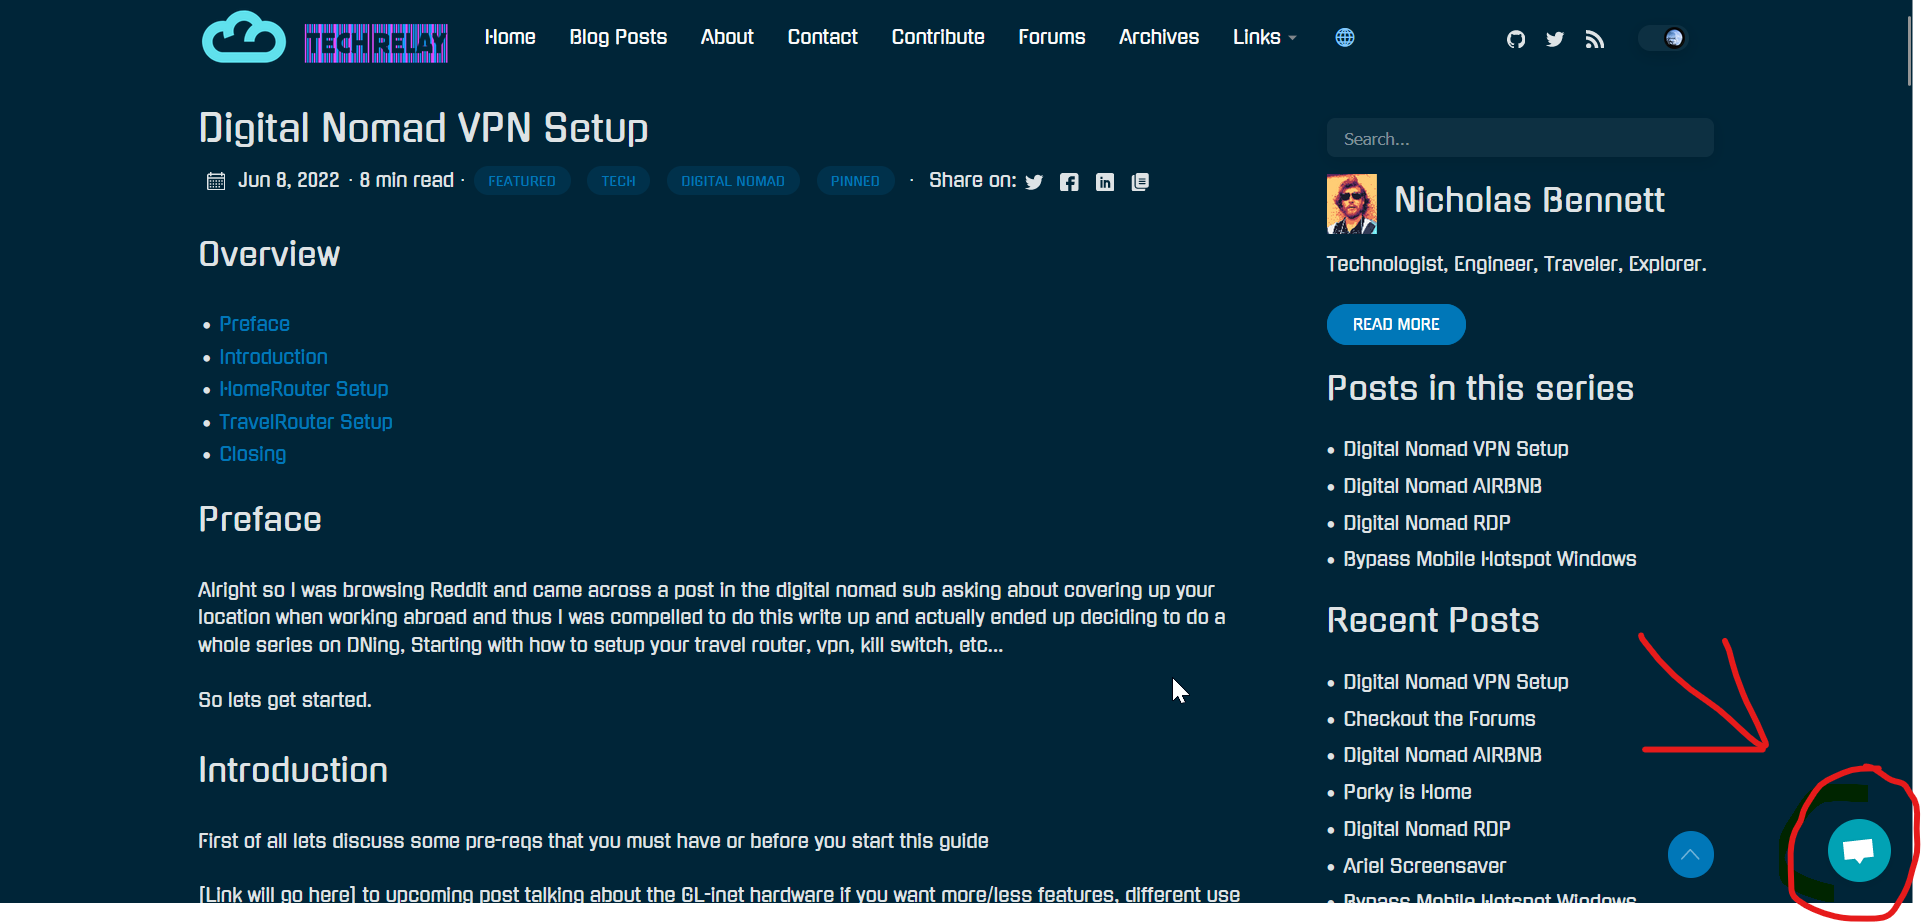 TECH RELAY
Home Blog Posts About Contact Contribute Forums Archives Links
Digital Nomad VPN Setup
Jun 8, 2022 · 8 min read · FEATURED TECH DIGITAL NOMAD PINNED · Share on:
Overview
Preface
Introduction
HomeRouter Setup
TravelRouter Setup
Closing
Preface
Alright so I was browsing Reddit and came across a post in the digital nomad sub asking about covering up your
location when working abroad and thus I was compelled to do this write up and actually ended up deciding to do a
whole series on DNing, Starting with how to setup your travel router, vpn, kill switch, etc...
So lets get started.
Introduction
First of all lets discuss some pre-reqs that you must have or before you start this guide
[Link will go here] to upcoming post talking about the GL-inet hardware if you want more/less features, different use
Search...
Nicholas Bennett
Technologist, Engineer, Traveler, Explorer.
READ MORE
Posts in this series
Digital Nomad VPN Setup
Digital Nomad AIRBNB
Digital Nomad RDP
Bypass Mobile Hotspot Windows
Recent Posts
Digital Nomad VPN Setup
Checkout the Forums
Digital Nomad AIRBNB
Porky is Home
Digital Nomad RDP
Ariel Screensaver
Bypass Mobile Hotspot Windows